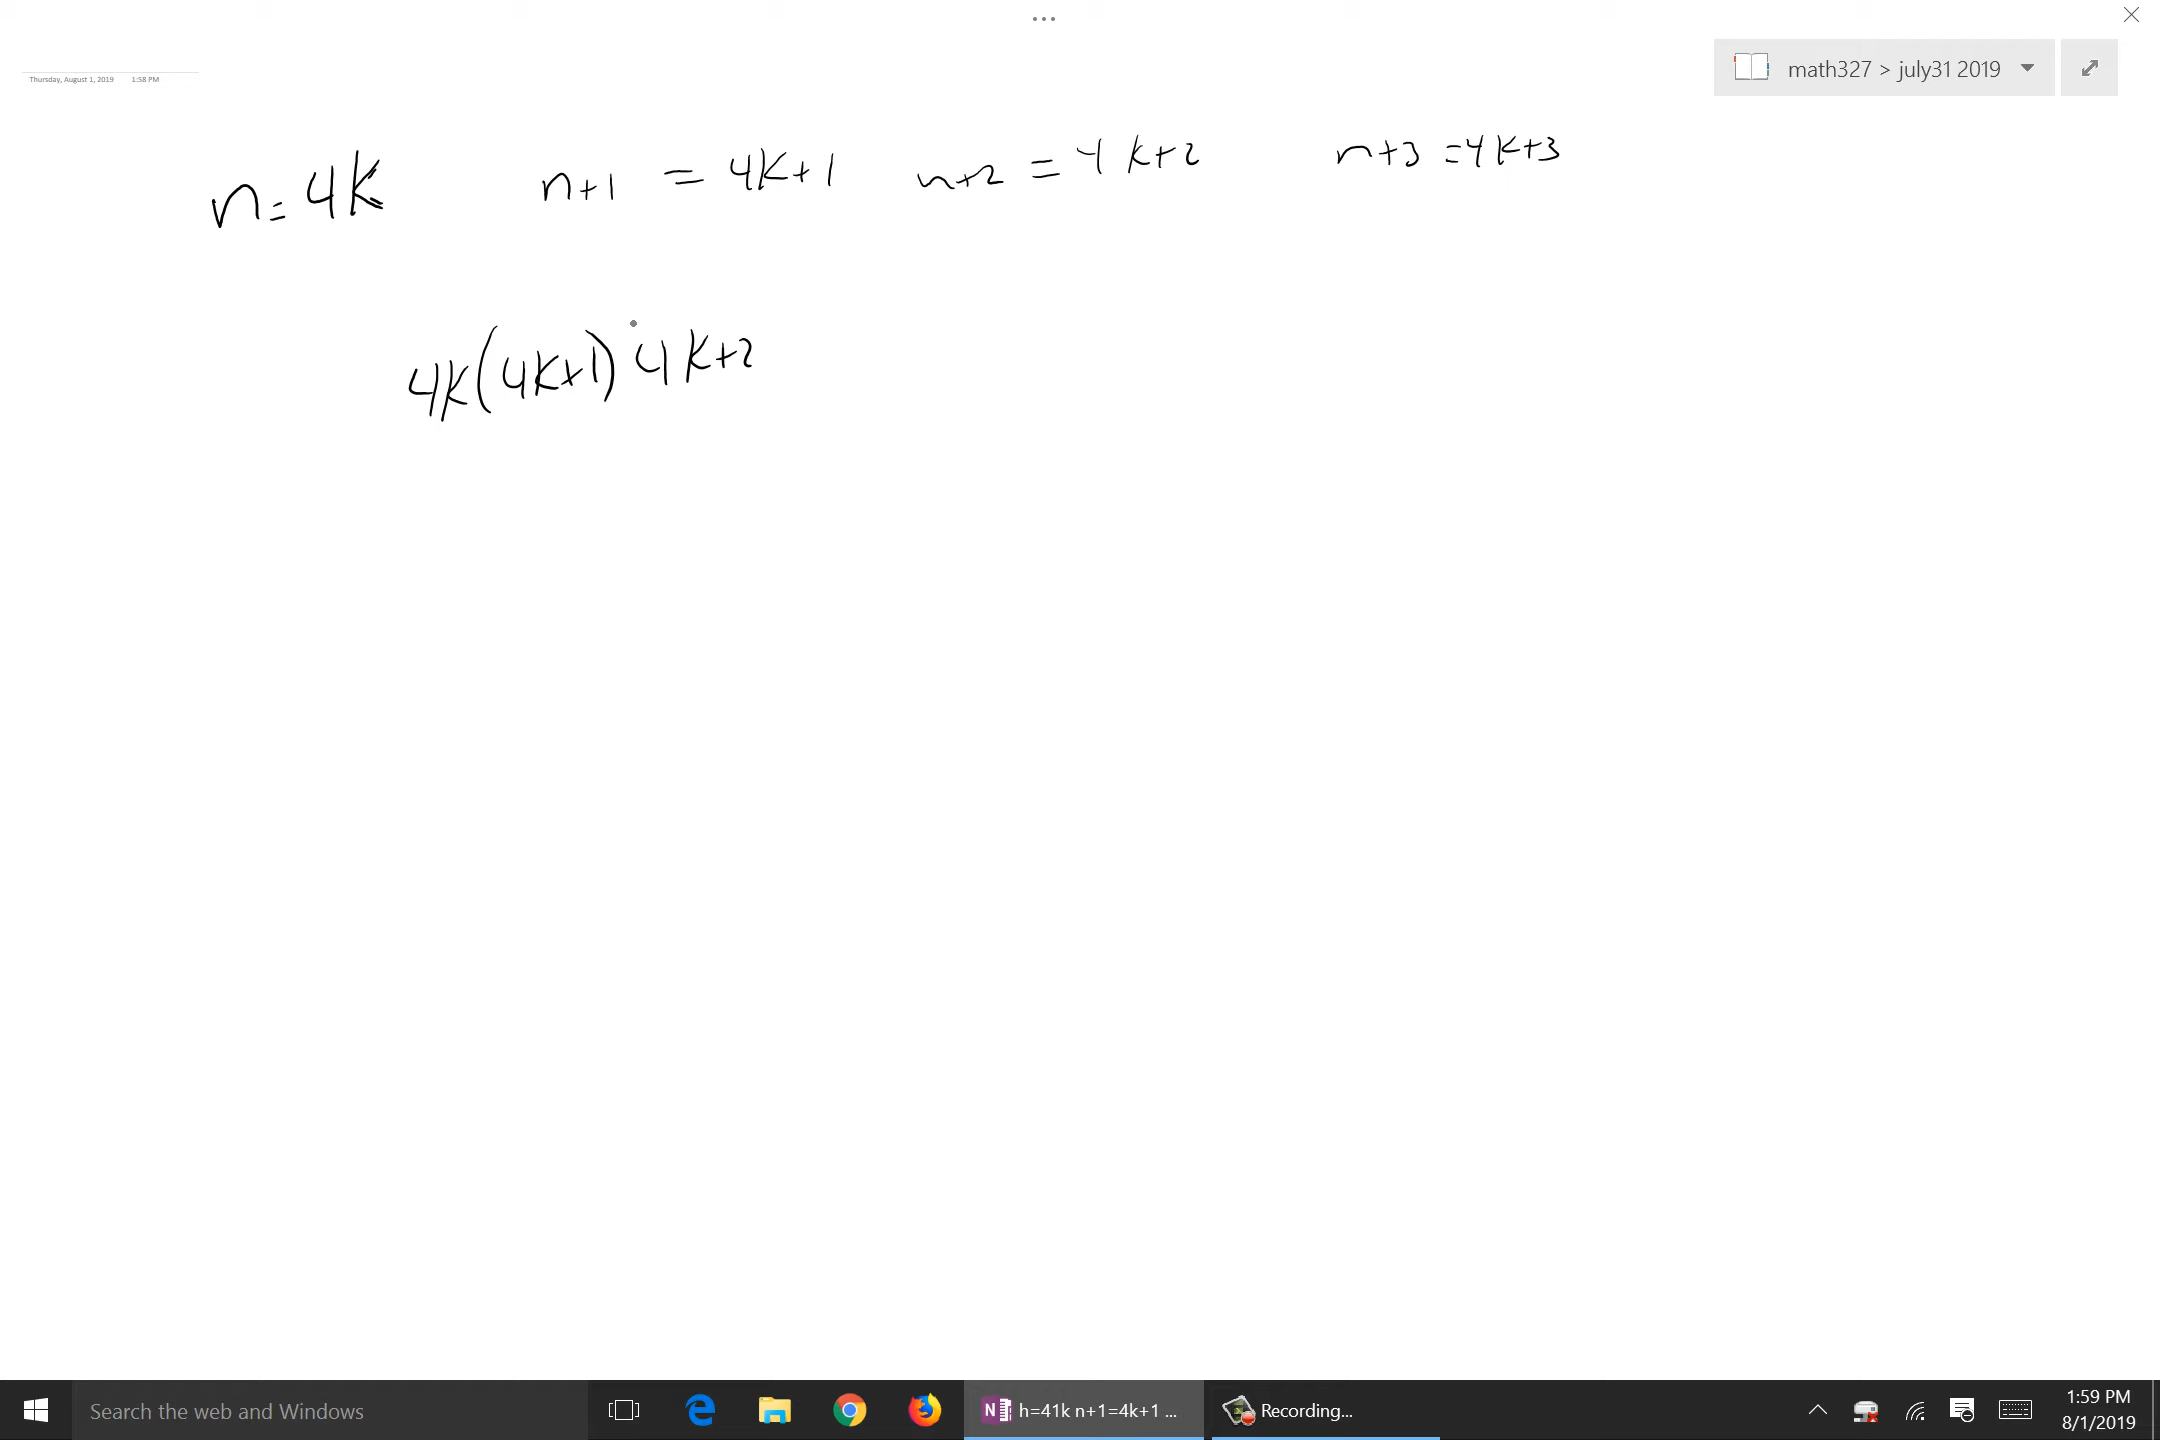 Thursday, August 1, 2019 1:58 PM
math327 > july31 2019
n=4k n+1 = 4k+1 n+2 = 4k+2 n+3 =4k+3
4k(4k+1) 4k+2
Search the web and Windows
h=41k n+1=4k+1 ...
Recording...
1:59 PM
8/1/2019